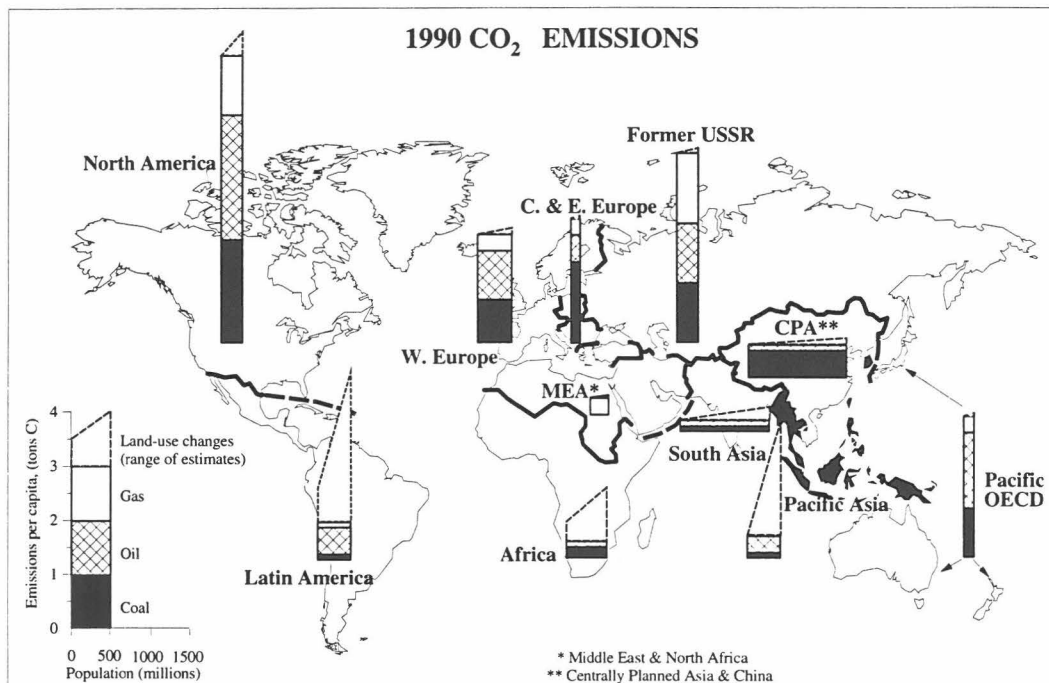 1990 CO₂ EMISSIONS
Former USSR
North America
C. & E. Europe
CPA**
W. Europe
MEA*
South Asia
Pacific Asia
Pacific
OECD
Africa
Latin America
4
3
2
1
0
Emissions per capita, (tons C)
Land-use changes
(range of estimates)
Gas
Oil
Coal
0 500 1000 1500
Population (millions)
* Middle East & North Africa
** Centrally Planned Asia & China